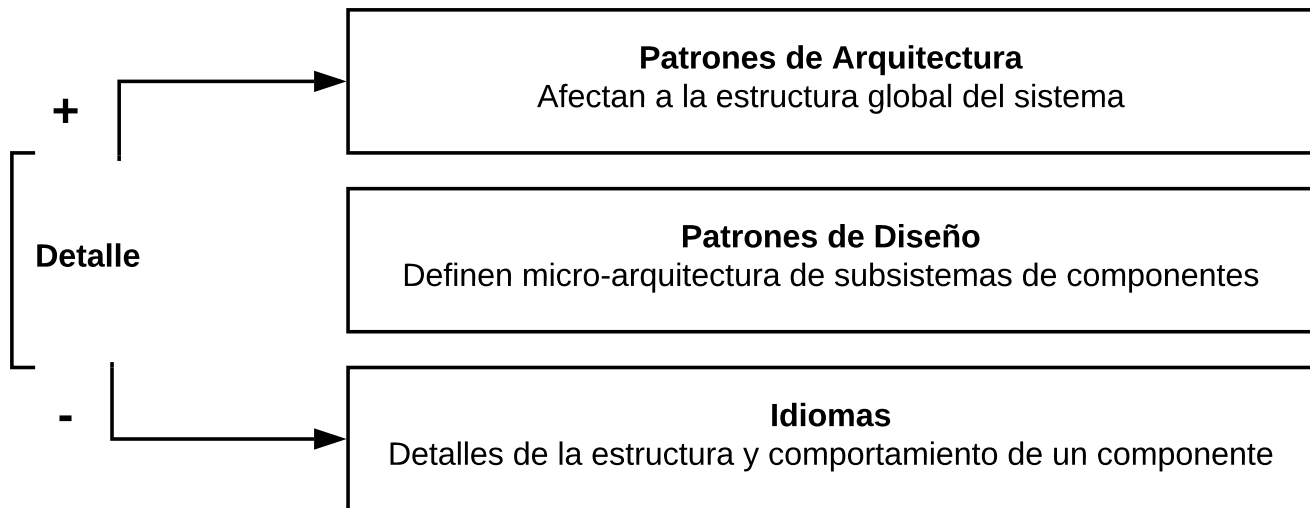 Patrones de Arquitectura
Afectan a la estructura global del sistema
+
Patrones de Diseño
Detalle
Definen micro-arquitectura de subsistemas de componentes
-
Idiomas
Detalles de la estructura y comportamiento de un componente